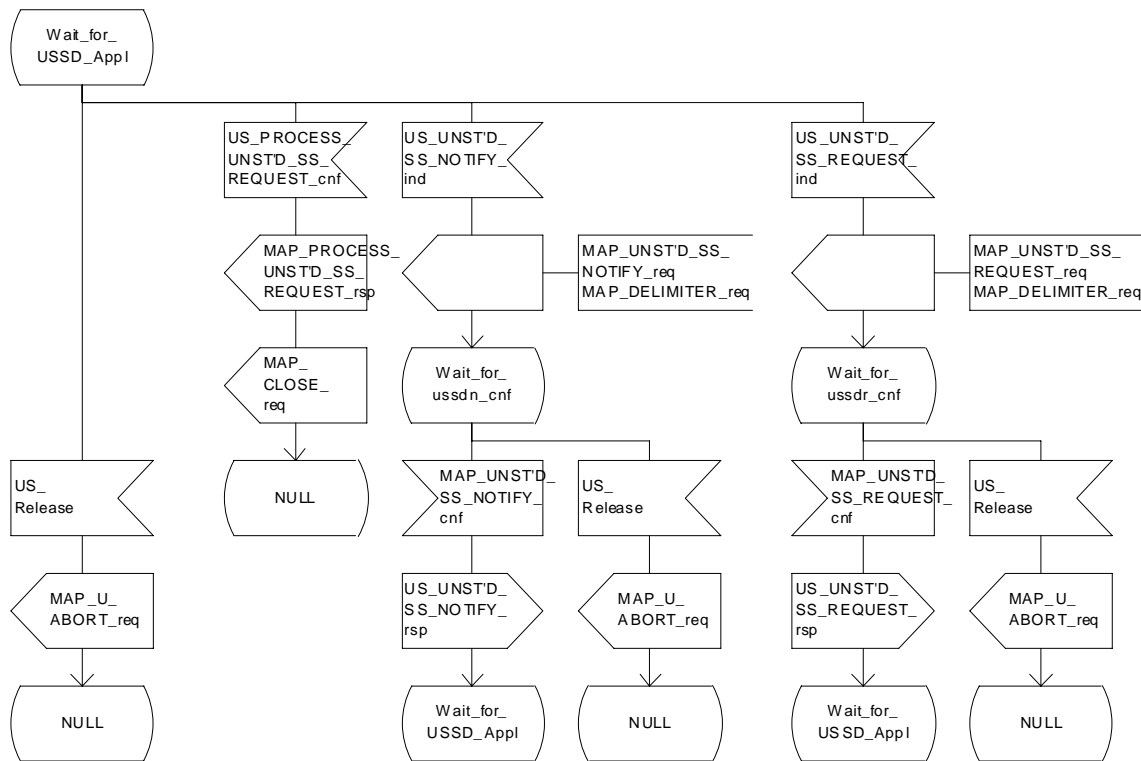 Wait_for_
USSD_Appl
US_PROCESS_
UNST'D_SS_
REQUEST_cnf
US_UNST'D_
SS_NOTIFY_
ind
US_UNST'D_
SS_REQUEST_
ind
MAP_PROCESS_
UNST'D_SS_
REQUEST_rsp
MAP_UNST'D_SS_
NOTIFY_req
MAP_DELIMITER_req
MAP_UNST'D_SS_
REQUEST_req
MAP_DELIMITER_req
MAP_
CLOSE_
req
Wait_for_
ussdn_cnf
Wait_for_
ussdr_cnf
US_
Release
NULL
MAP_UNST'D_
SS_NOTIFY_
cnf
US_
Release
MAP_UNST'D_
SS_REQUEST_
cnf
US_
Release
MAP_U_
ABORT_req
US_UNST'D_
SS_NOTIFY_
rsp
MAP_U_
ABORT_req
US_UNST'D_
SS_REQUEST_
rsp
MAP_U_
ABORT_req
NULL
Wait_for_
USSD_Appl
NULL
Wait_for_
USSD_Appl
NULL